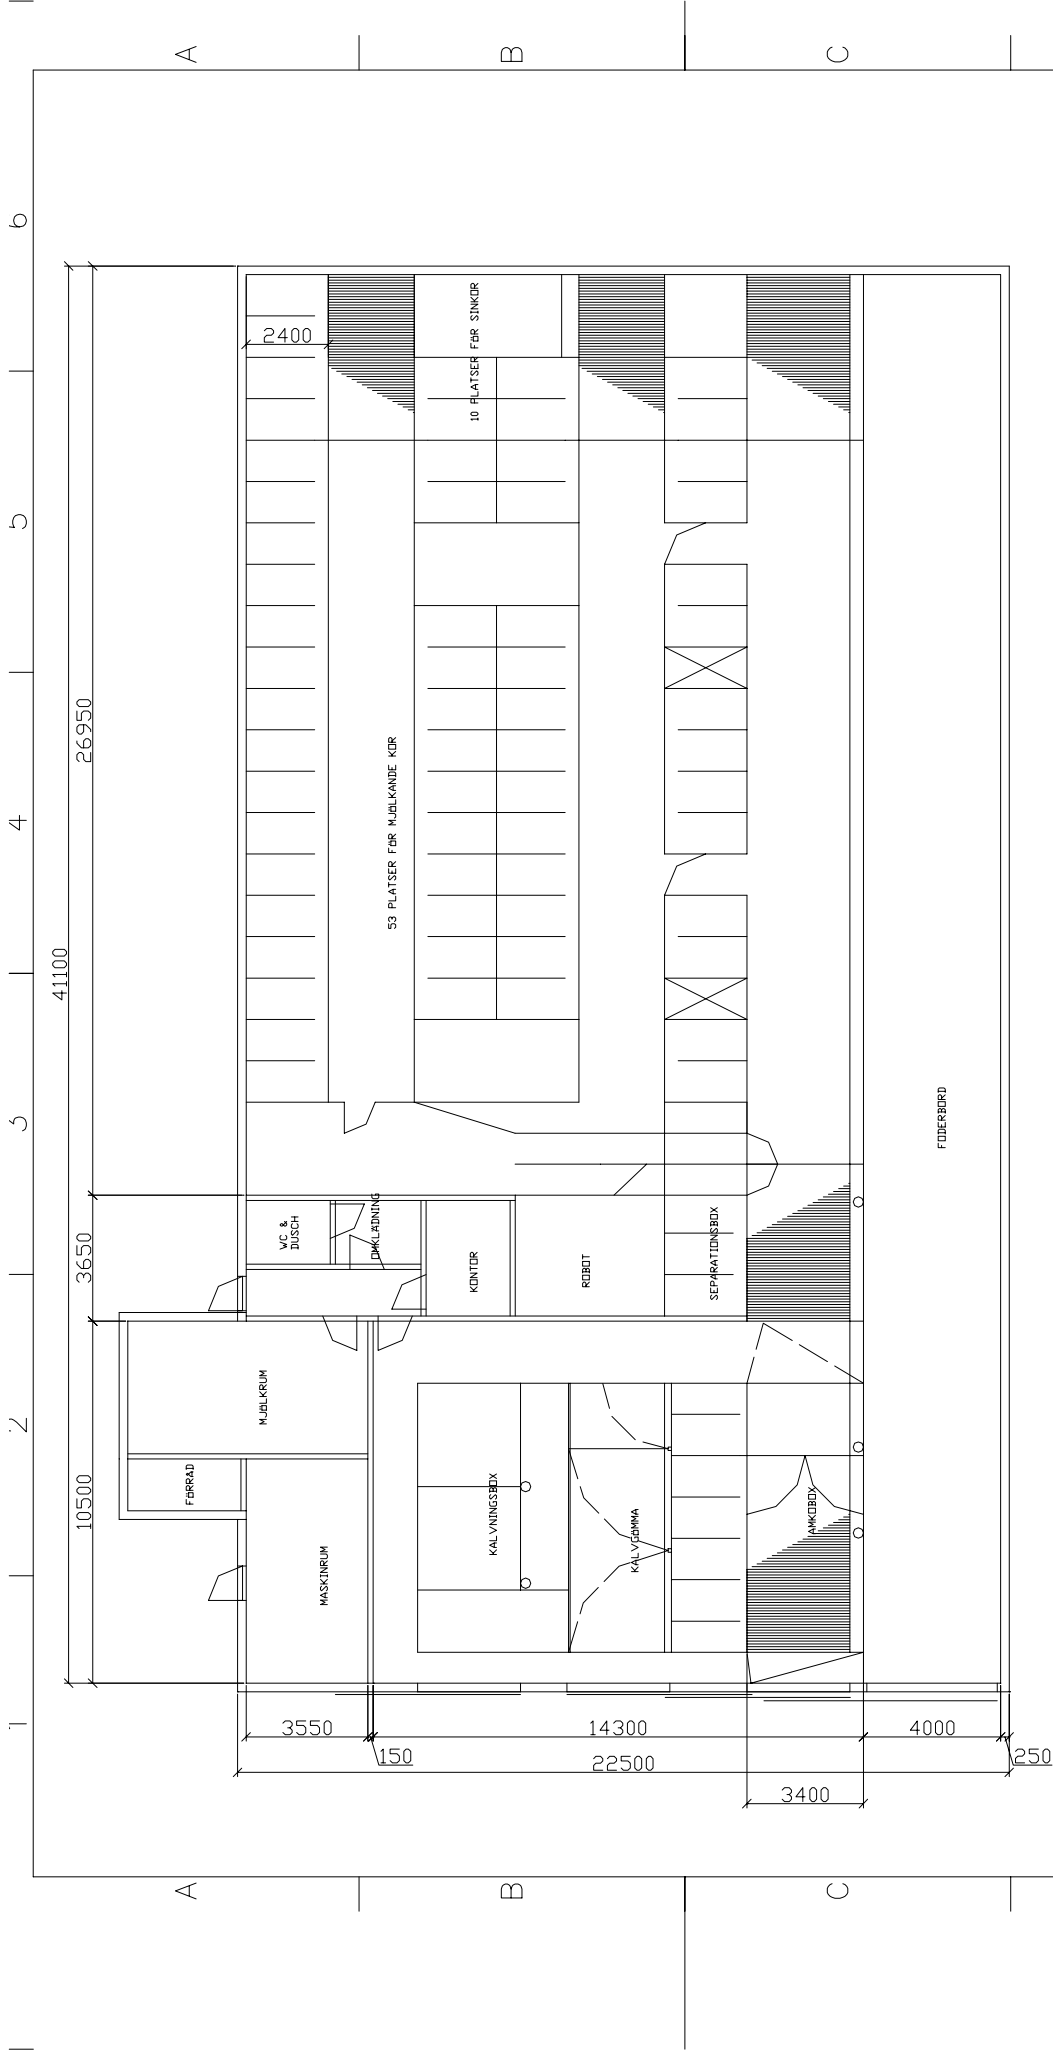 A
B
C
6
5
4
3
2
1
2400
10 PLATSER FÖR SINKOR
26950
41100
53 PLATSER FÖR MJÖLKANDE KOR
FODERBORD
3650
WC &
DUSCH
OMKLÄDNING
KONTOR
ROBOT
SEPARATIONSBOX
10500
MJÖLKRUM
FÖRRÅD
MASKINRUM
KALVNINGSBOX
KALVGÖMMA
AMKOBOX
3550
150
14300
4000
250
22500
3400
A
B
C